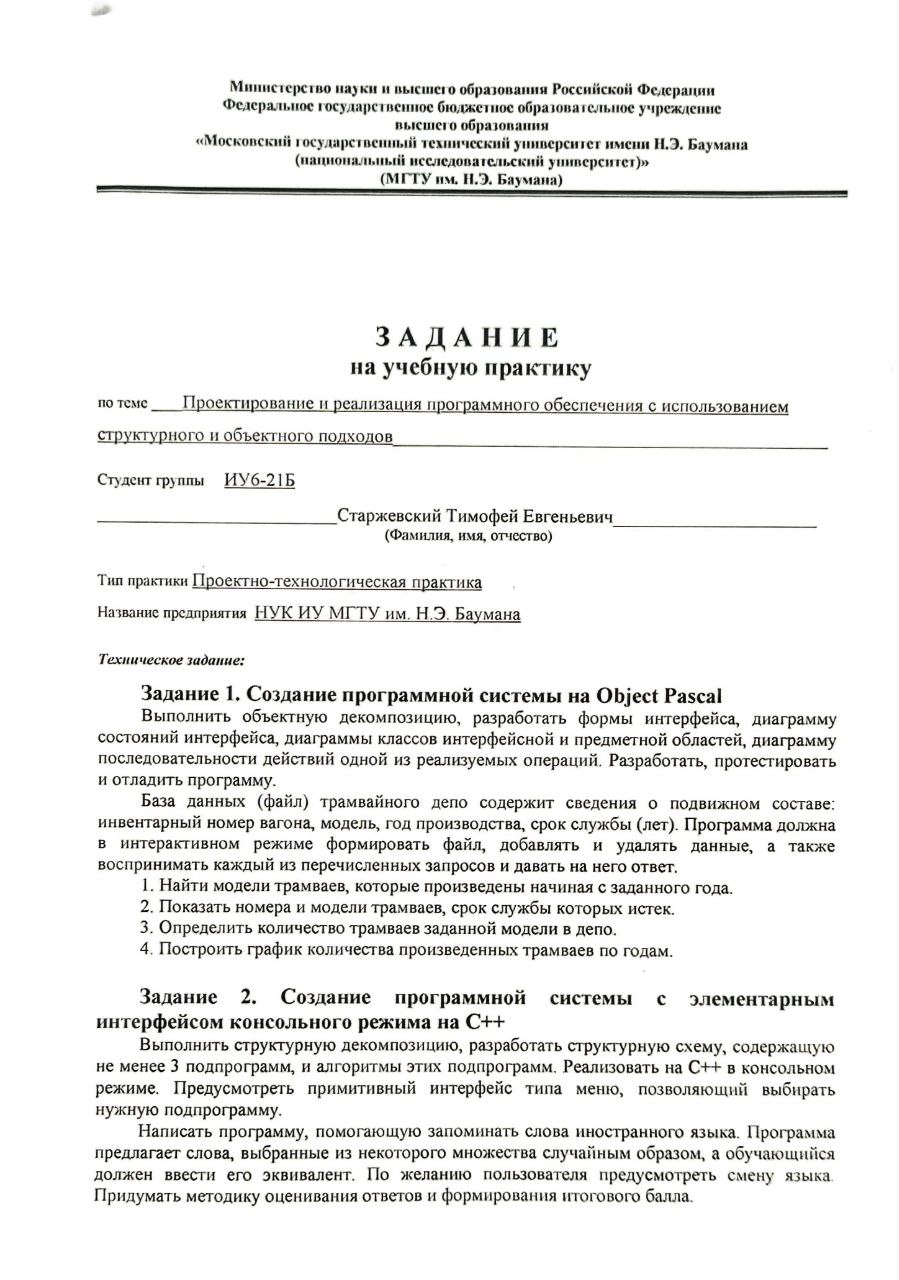 Министерство науки и высшего образования Российской Федерации
Федеральное государственное бюджетное образовательное учреждение
высшего образования
«Московский государственный технический университет имени Н.Э. Баумана
(национальный исследовательский университет)»
(МГТУ им. Н.Э. Баумана)
ЗАДАНИЕ
на учебную практику
по теме ___Проектирование и реализация программного обеспечения с использованием
структурного и объектного подходов
Студент группы ИУ6-21Б
Старжевский Тимофей Евгеньевич
(Фамилия, имя, отчество)
Тип практики Проектно-технологическая практика
Название предприятия НУК ИУ МГТУ им. Н.Э. Баумана
Техническое задание:
Задание 1. Создание программной системы на Object Pascal
Выполнить объектную декомпозицию, разработать формы интерфейса, диаграмму
состояний интерфейса, диаграммы классов интерфейсной и предметной областей, диаграмму
последовательности действий одной из реализуемых операций. Разработать, протестировать
и отладить программу.
База данных (файл) трамвайного депо содержит сведения о подвижном составе:
инвентарный номер вагона, модель, год производства, срок службы (лет). Программа должна
в интерактивном режиме формировать файл, добавлять и удалять данные, а также
воспринимать каждый из перечисленных запросов и давать на него ответ.
1. Найти модели трамваев, которые произведены начиная с заданного года.
2. Показать номера и модели трамваев, срок службы которых истек.
3. Определить количество трамваев заданной модели в депо.
4. Построить график количества произведенных трамваев по годам.
Задание 2. Создание программной системы с элементарным
интерфейсом консольного режима на С++
Выполнить структурную декомпозицию, разработать структурную схему, содержащую
не менее 3 подпрограмм, и алгоритмы этих подпрограмм. Реализовать на С++ в консольном
режиме. Предусмотреть примитивный интерфейс типа меню, позволяющий выбирать
нужную подпрограмму.
Написать программу, помогающую запоминать слова иностранного языка. Программа
предлагает слова, выбранные из некоторого множества случайным образом, а обучающийся
должен ввести его эквивалент. По желанию пользователя предусмотреть смену языка.
Придумать методику оценивания ответов и формирования итогового балла.